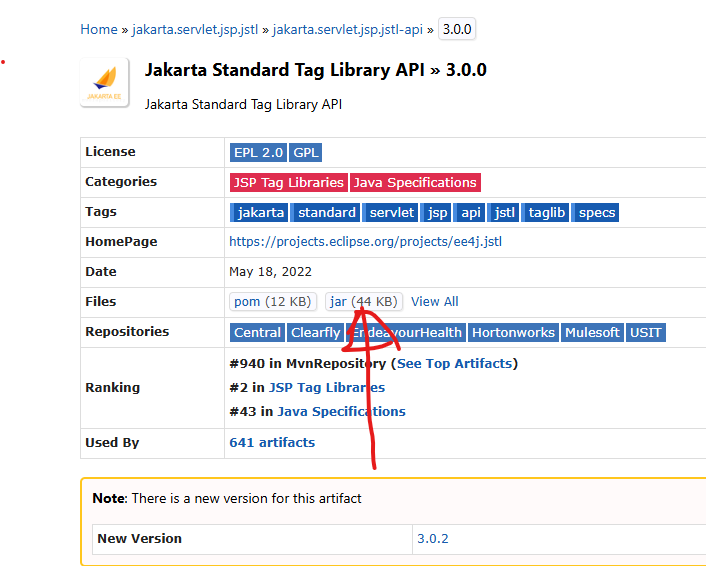 Home » jakarta.servlet.jsp.jstl » jakarta.servlet.jsp.jstl-api » 3.0.0
Jakarta Standard Tag Library API » 3.0.0
JAKARTA EE
Jakarta Standard Tag Library API
License EPL 2.0 GPL
Categories JSP Tag Libraries Java Specifications
Tags jakarta standard servlet jsp api jstl taglib specs
HomePage https://projects.eclipse.org/projects/ee4j.jstl
Date May 18, 2022
Files pom (12 KB) jar (44 KB) View All
Repositories Central Clearfly EndeavourHealth Hortonworks Mulesoft USIT
#940 in MvnRepository (See Top Artifacts)
Ranking #2 in JSP Tag Libraries
#43 in Java Specifications
Used By 641 artifacts
Note: There is a new version for this artifact
New Version 3.0.2